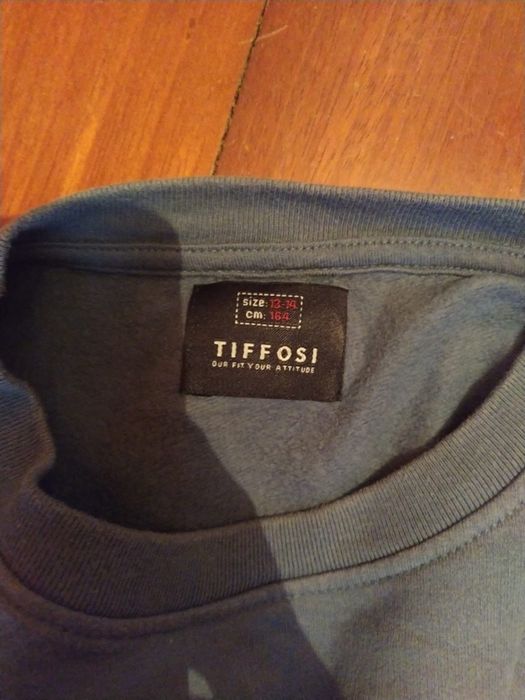 size: 13-14
cm: 164
TIFFOSI
OUR FIT YOUR ATTITUDE